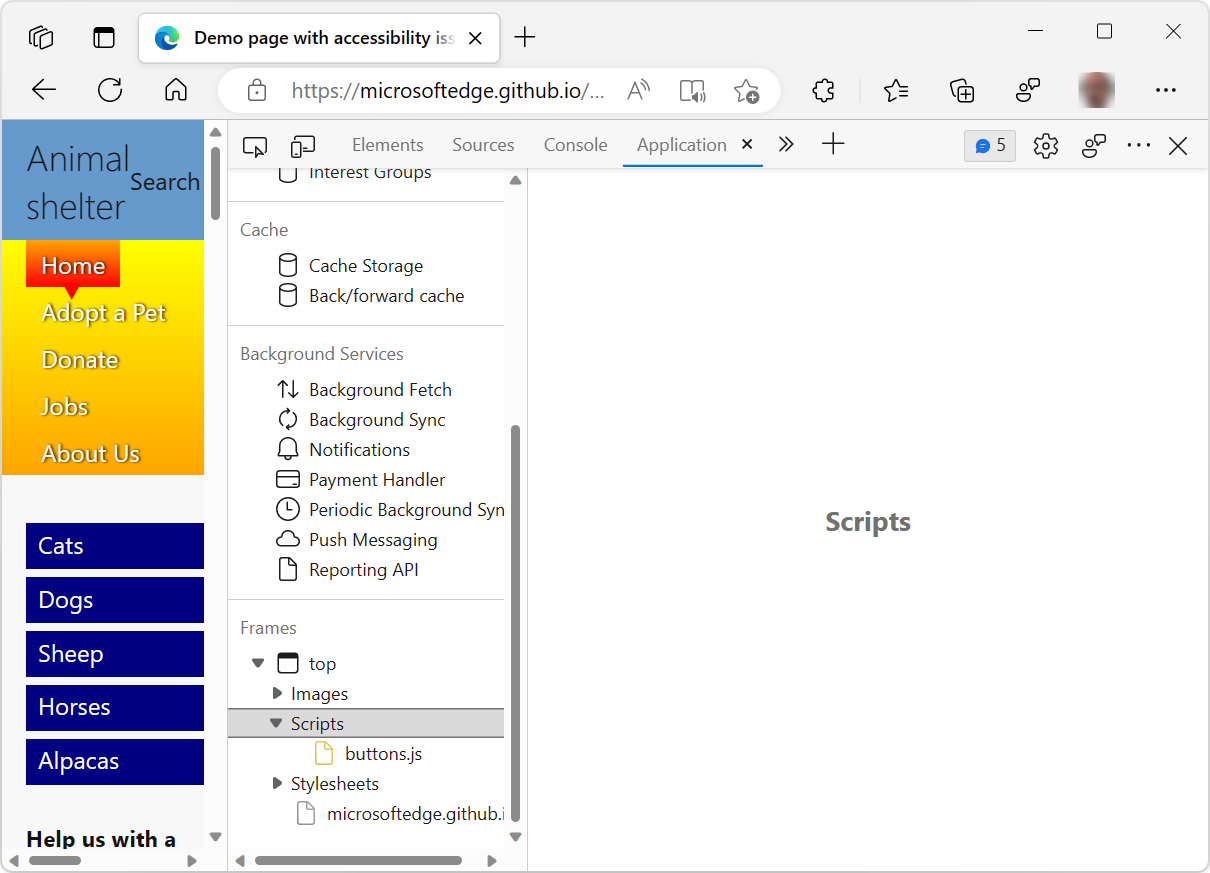 Demo page with accessibility iss
https://microsoftedge.github.io/...
Animal
shelter
Search
Home
Adopt a Pet
Donate
Jobs
About Us
Cats
Dogs
Sheep
Horses
Alpacas
Help us with a
Elements Sources Console Application 5
Interest Groups
Cache
Cache Storage
Back/forward cache
Background Services
Background Fetch
Background Sync
Notifications
Payment Handler
Periodic Background Syn
Push Messaging
Reporting API
Frames
top
Images
Scripts
buttons.js
Stylesheets
microsoftedge.github.i
Scripts